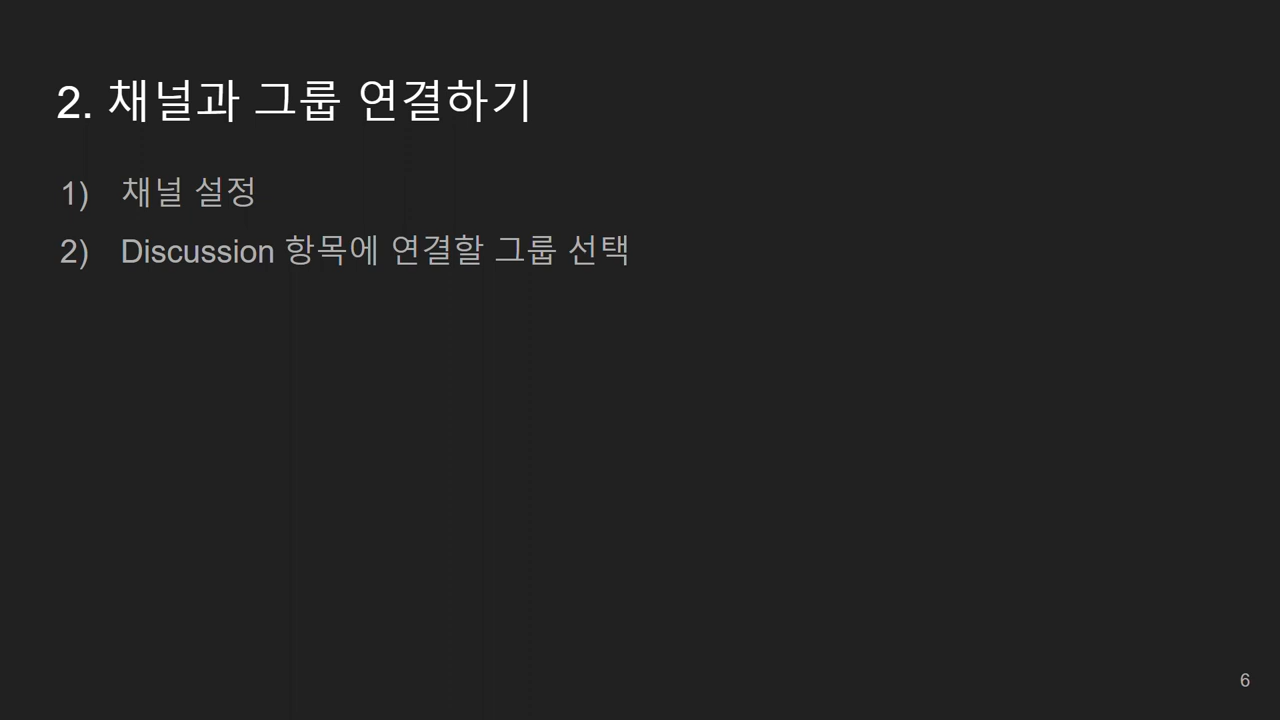 2. 채널과 그룹 연결하기
1) 채널 설정
2) Discussion 항목에 연결할 그룹 선택
6